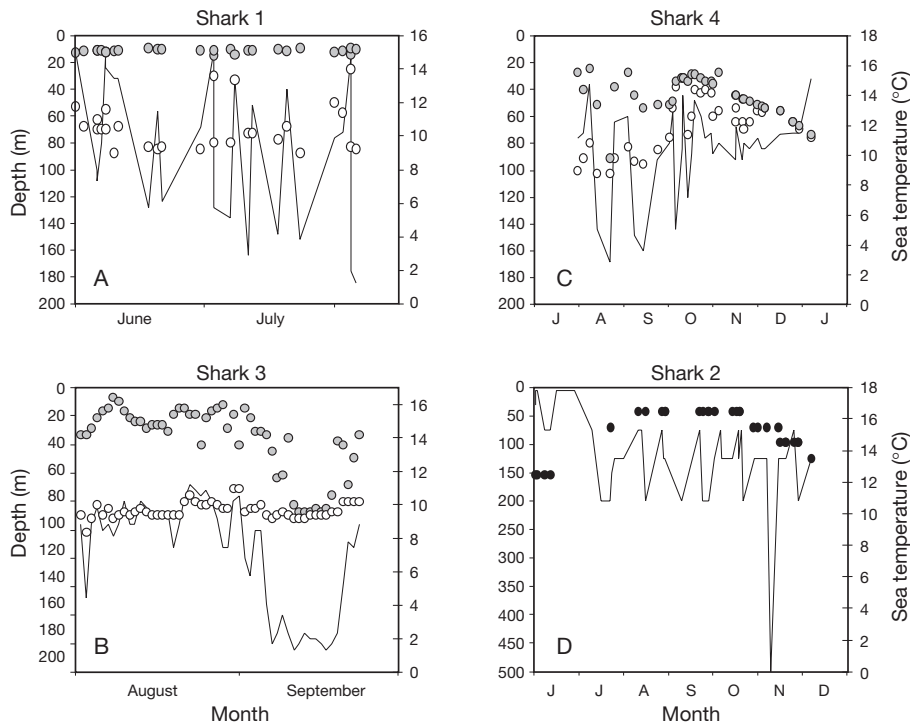 Shark 1
Shark 4
0
20
40
60
80
100
120
140
160
180
200
Depth (m)
16
14
12
10
8
6
4
2
0
A
June
July
0
20
40
60
80
100
120
140
160
180
200
16
14
12
10
8
6
4
2
0
Sea temperature (°C)
C
J
A
S
O
N
D
J
Shark 3
Shark 2
0
20
40
60
80
100
120
140
160
180
200
Depth (m)
16
14
12
10
8
6
4
2
0
B
August
September
Month
0
50
100
150
200
250
300
350
400
450
500
18
16
14
12
10
8
6
4
2
0
Sea temperature (°C)
D
J
J
A
S
O
N
D
Month